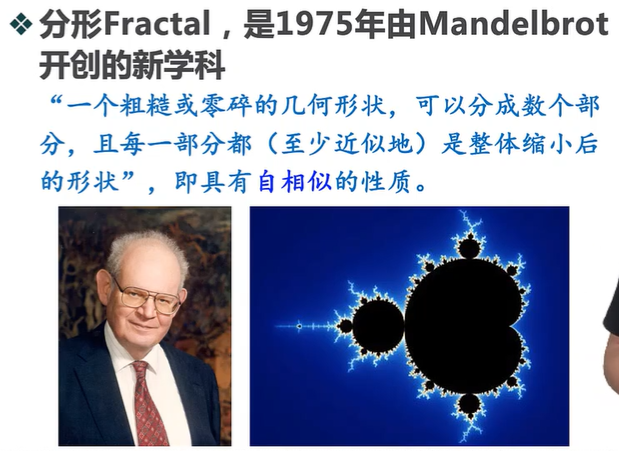 分形Fractal，是1975年由Mandelbrot
开创的新学科
“一个粗糙或零碎的几何形状，可以分成数个部
分，且每一部分都（至少近似地）是整体缩小后
的形状”，即具有自相似的性质。